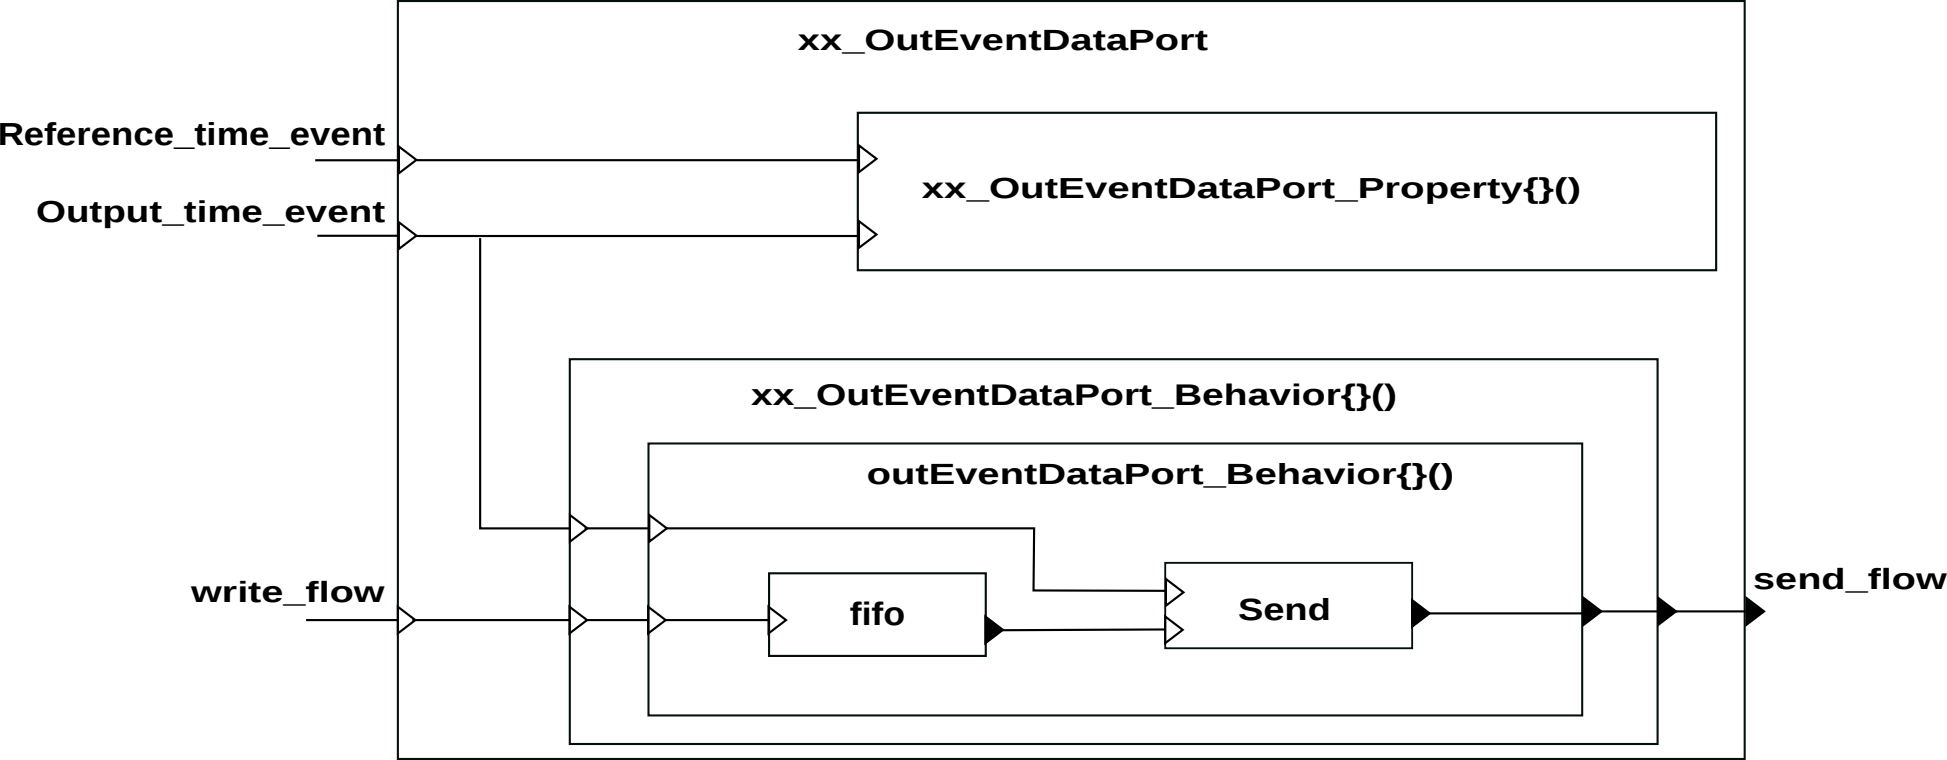 xx_OutEventDataPort
Reference_time_event
xx_OutEventDataPort_Property{}()
Output_time_event
xx_OutEventDataPort_Behavior{}()
outEventDataPort_Behavior{}()
write_flow
fifo
Send
send_flow